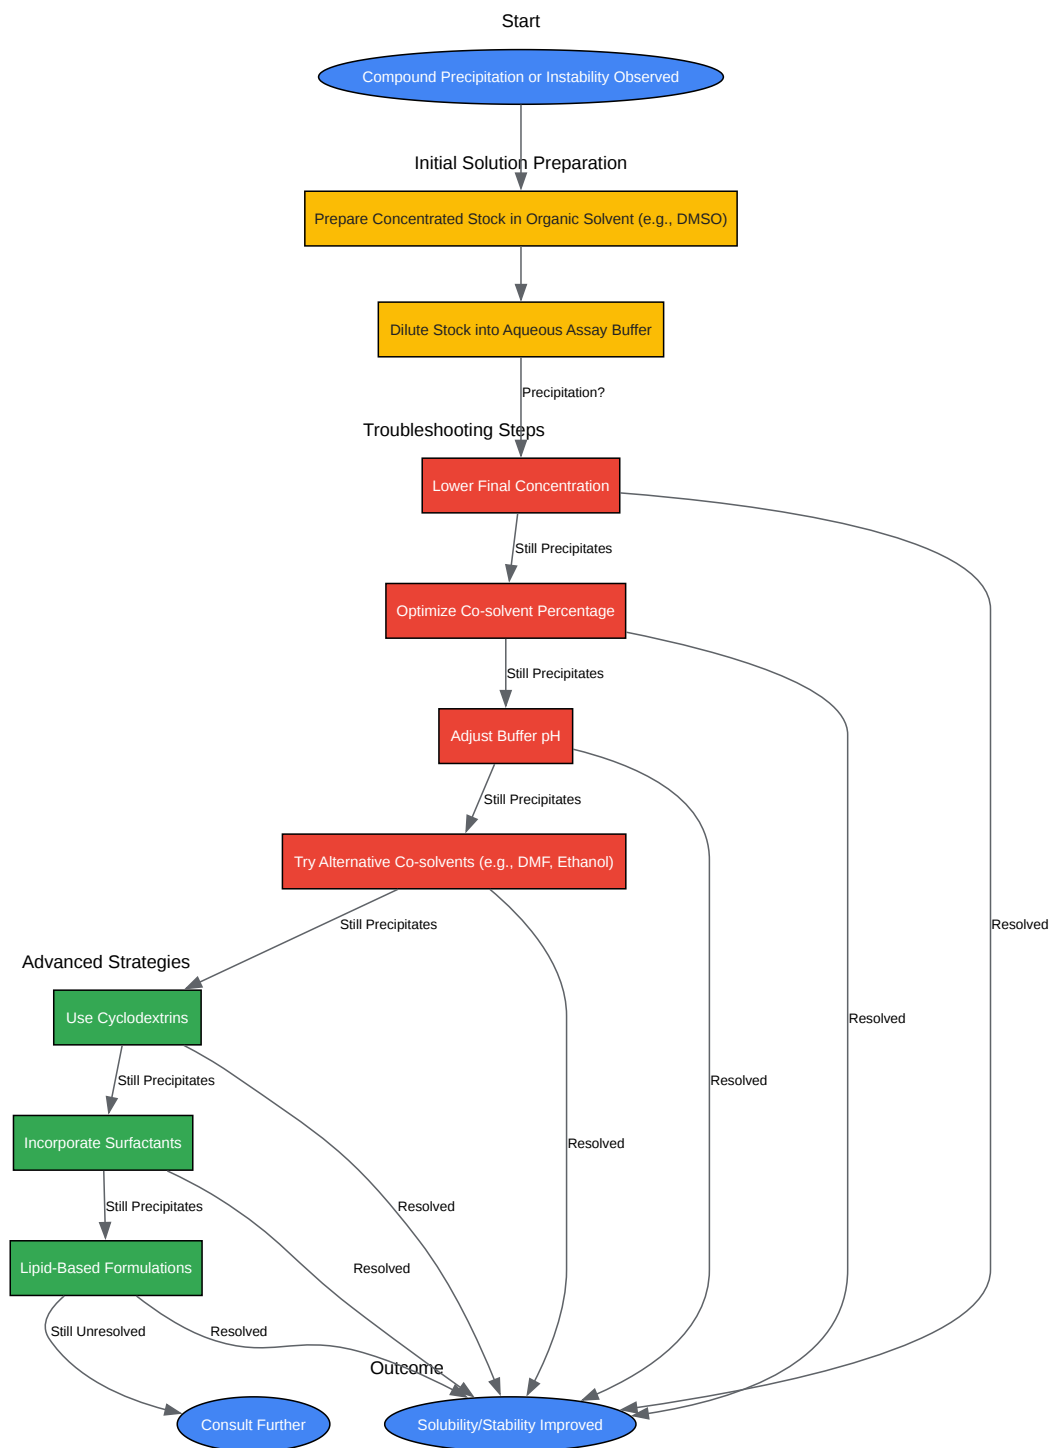 Start
Compound Precipitation or Instability Observed
Initial Solution Preparation
Prepare Concentrated Stock in Organic Solvent (e.g., DMSO)
Dilute Stock into Aqueous Assay Buffer
Precipitation?
Troubleshooting Steps
Lower Final Concentration
Still Precipitates
Optimize Co-solvent Percentage
Still Precipitates
Adjust Buffer pH
Still Precipitates
Try Alternative Co-solvents (e.g., DMF, Ethanol)
Still Precipitates
Resolved
Advanced Strategies
Use Cyclodextrins
Resolved
Still Precipitates
Resolved
Incorporate Surfactants
Resolved
Still Precipitates
Resolved
Lipid-Based Formulations
Resolved
Still Unresolved
Resolved
Outcome
Consult Further
Solubility/Stability Improved